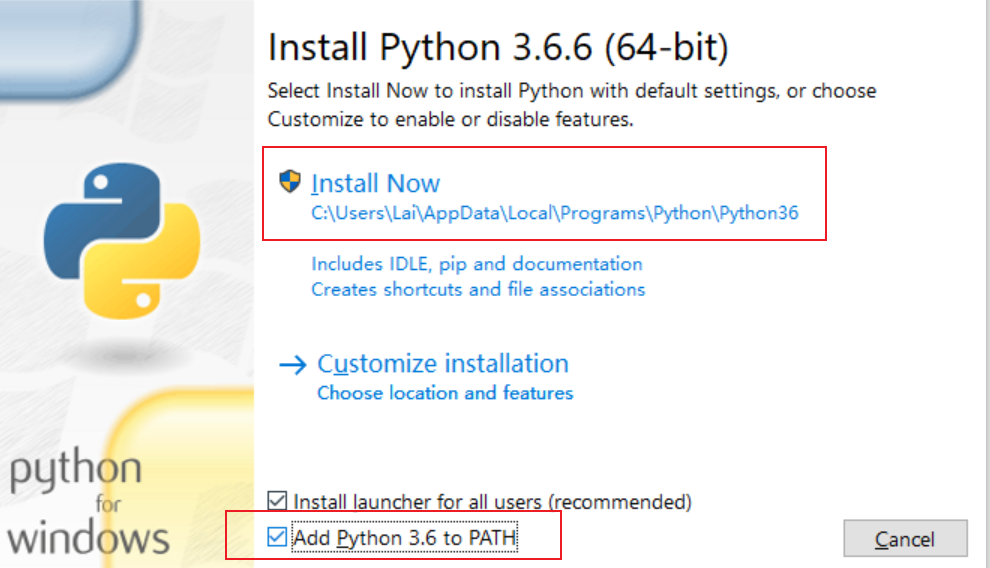 Install Python 3.6.6 (64-bit)
Select Install Now to install Python with default settings, or choose
Customize to enable or disable features.
Install Now
C:\Users\Lai\AppData\Local\Programs\Python\Python36
Includes IDLE, pip and documentation
Creates shortcuts and file associations
Customize installation
Choose location and features
python
for
windows
Install launcher for all users (recommended)
Add Python 3.6 to PATH
Cancel